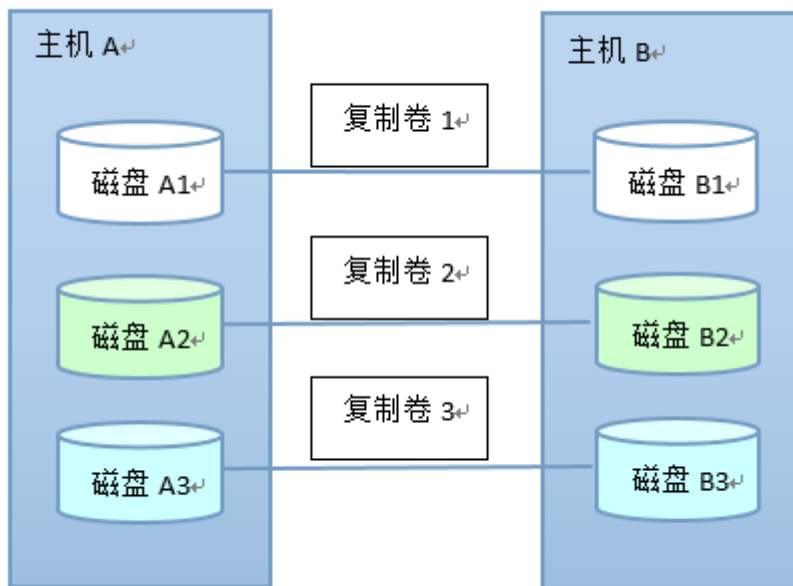 主机 A
主机 B
复制卷 1
磁盘 A1
磁盘 B1
复制卷 2
磁盘 A2
磁盘 B2
复制卷 3
磁盘 A3
磁盘 B3